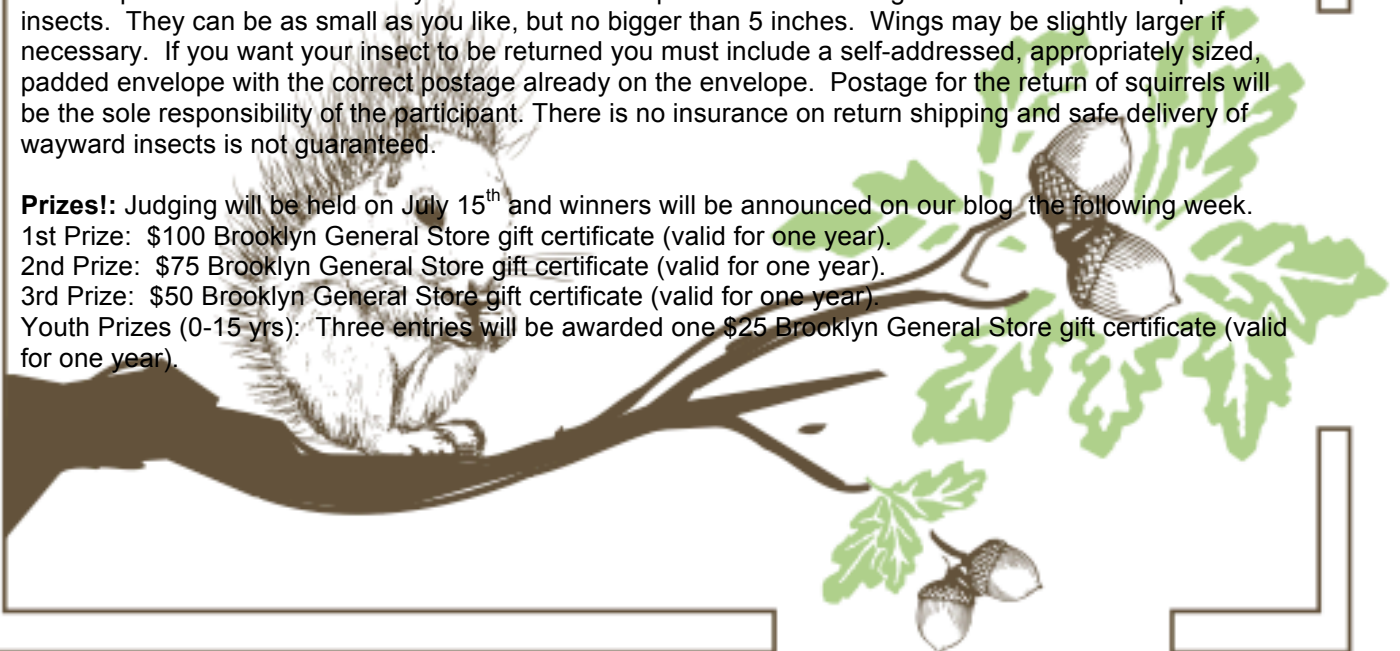 insects. They can be as small as you like, but no bigger than 5 inches. Wings may be slightly larger if
necessary. If you want your insect to be returned you must include a self-addressed, appropriately sized,
padded envelope with the correct postage already on the envelope. Postage for the return of squirrels will
be the sole responsibility of the participant. There is no insurance on return shipping and safe delivery of
wayward insects is not guaranteed.
Prizes!: Judging will be held on July 15th and winners will be announced on our blog the following week.
1st Prize: $100 Brooklyn General Store gift certificate (valid for one year).
2nd Prize: $75 Brooklyn General Store gift certificate (valid for one year).
3rd Prize: $50 Brooklyn General Store gift certificate (valid for one year).
Youth Prizes (0-15 yrs): Three entries will be awarded one $25 Brooklyn General Store gift certificate (valid
for one year).